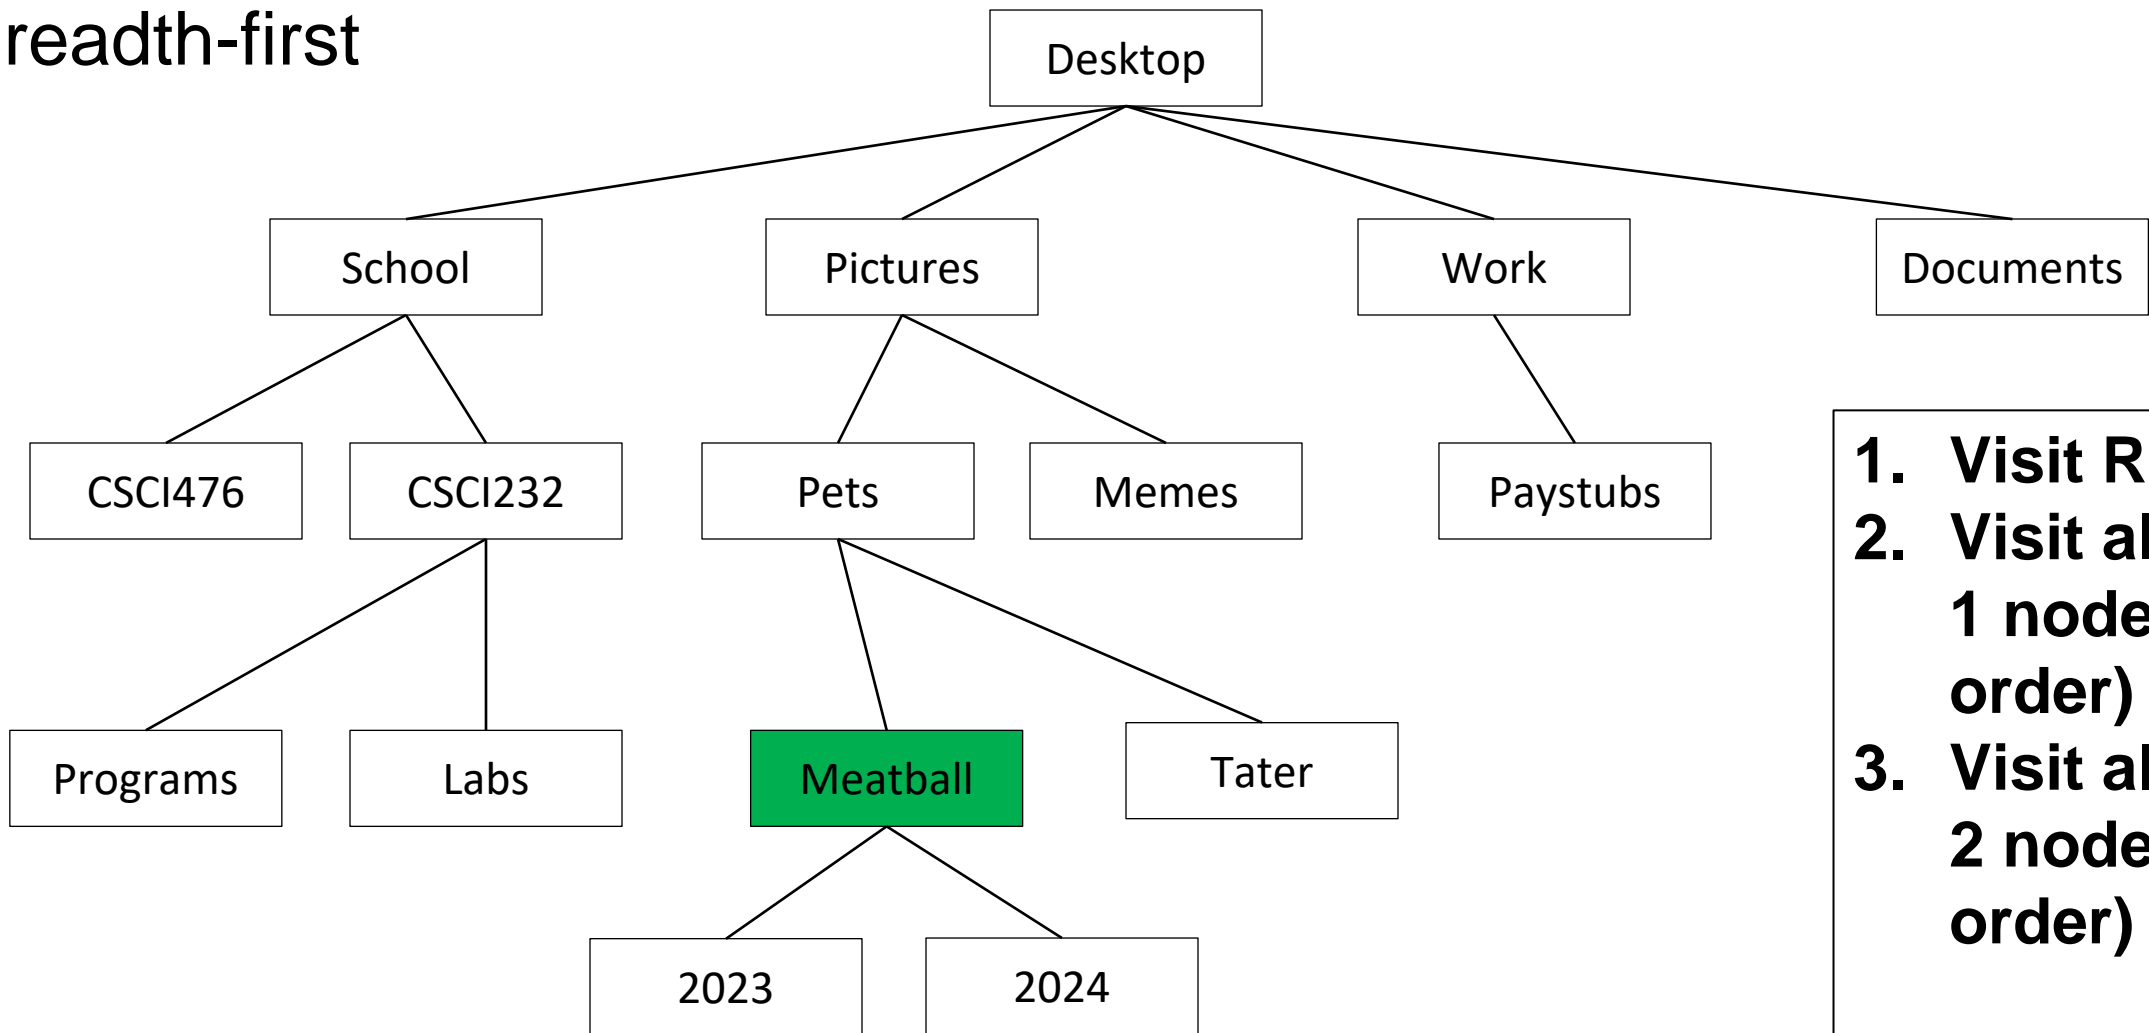 readth-first
Desktop
School
Pictures
Work
Documents
CSCI476
CSCI232
Pets
Memes
Paystubs
Programs
Labs
Meatball
Tater
2023
2024
1. Visit R
2. Visit al
1 node
order)
3. Visit al
2 node
order)